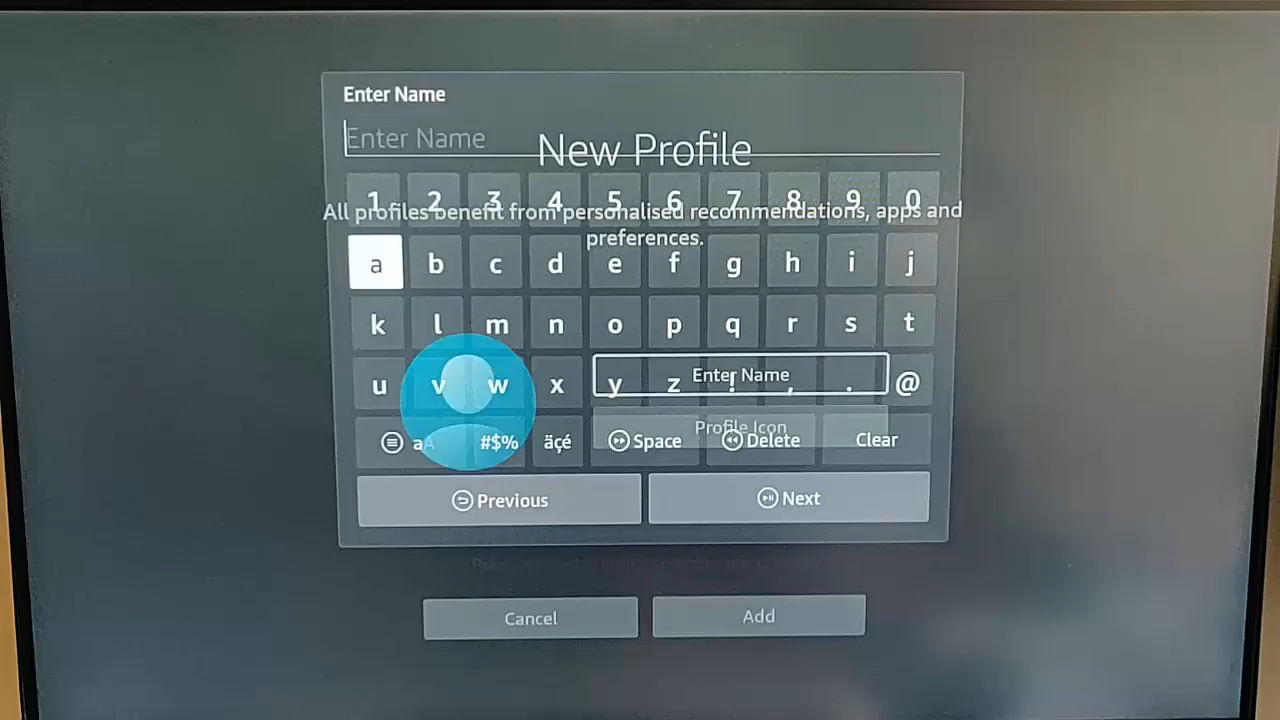 Enter Name
Enter Name
New Profile
1 2 3 4 5 6 7 8 9 0
All profiles benefit from personalised recommendations, apps and
preferences.
a b c d e f g h i j
k l m n o p q r s t
u v w x y z ! , . @
Enter Name
Profile Icon
aA #$% äçé Space Delete Clear
Previous Next
Cancel Add